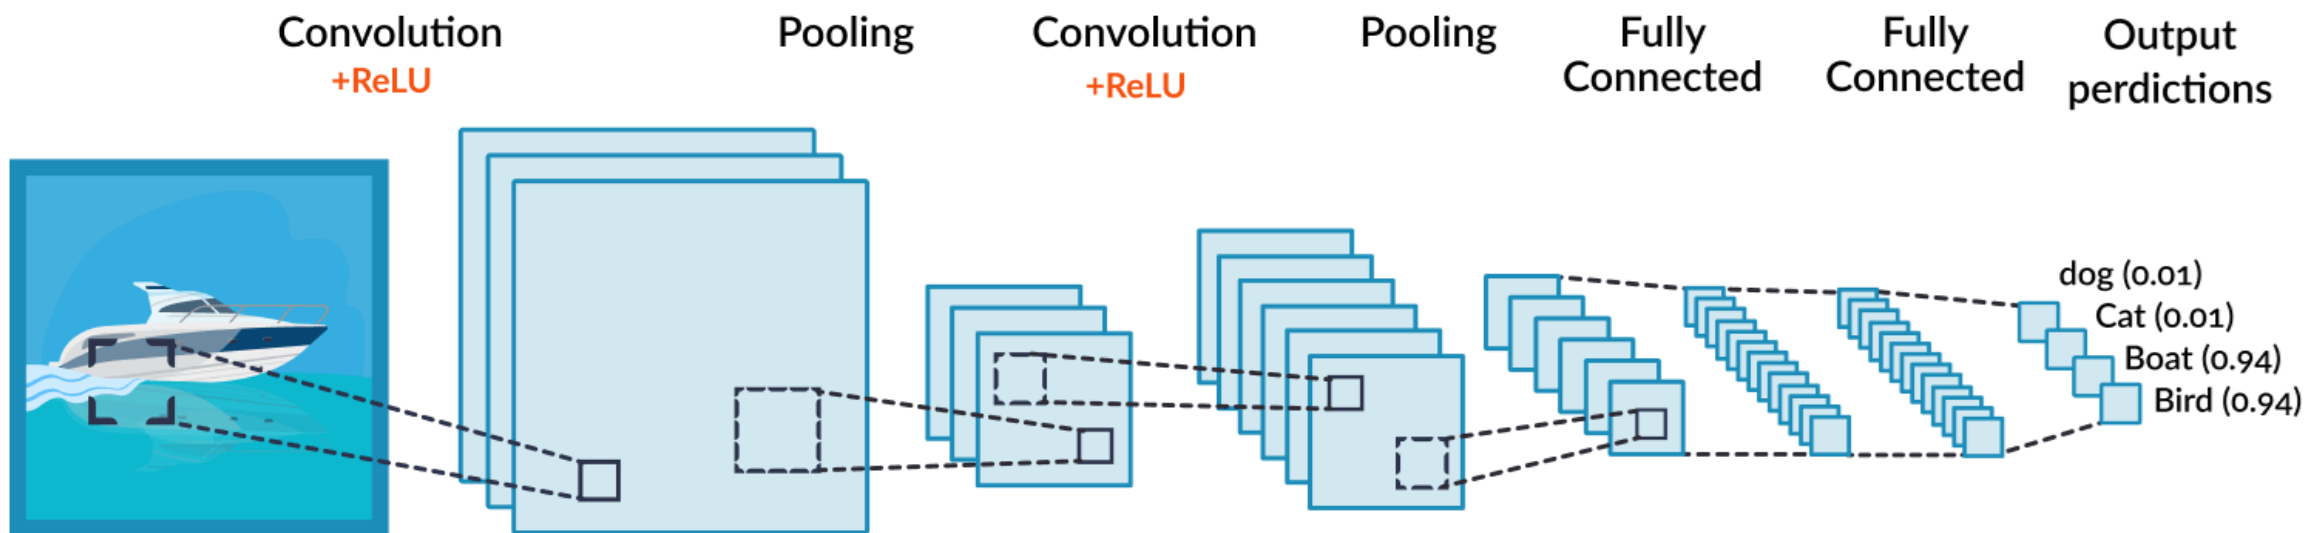 Convolution
+ReLU
Pooling
Convolution
+ReLU
Pooling
Fully
Connected
Fully
Connected
Output
perdictions
dog (0.01)
Cat (0.01)
Boat (0.94)
Bird (0.94)